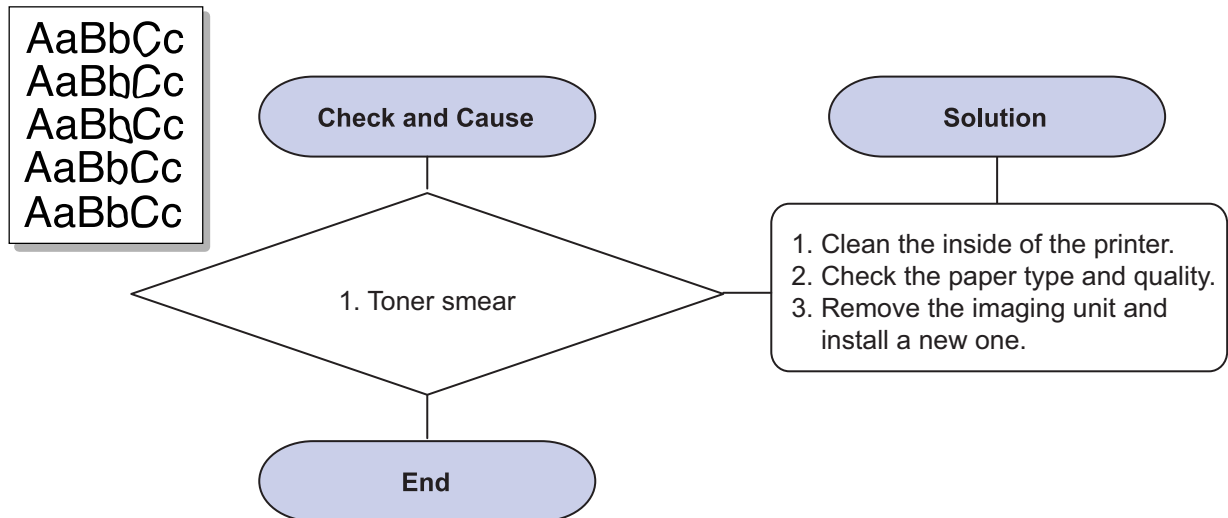 AaBbCc
AaBbCc
AaBbCc
AaBbCc
AaBbCc
Check and Cause
1. Toner smear
End
Solution
1. Clean the inside of the printer.
2. Check the paper type and quality.
3. Remove the imaging unit and
install a new one.